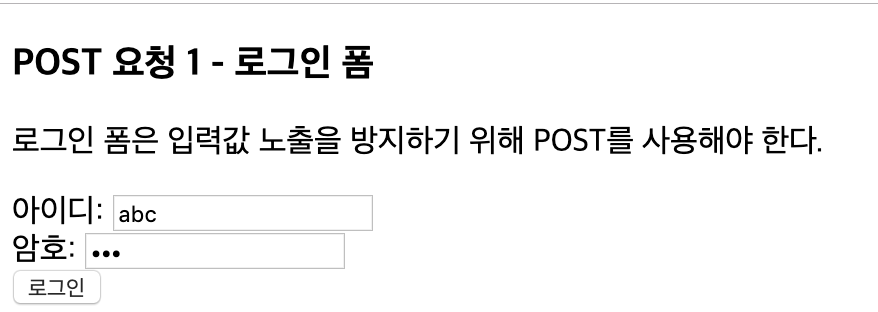 POST 요청 1 - 로그인 폼
로그인 폼은 입력값 노출을 방지하기 위해 POST를 사용해야 한다.
아이디: abc
암호: •••
로그인